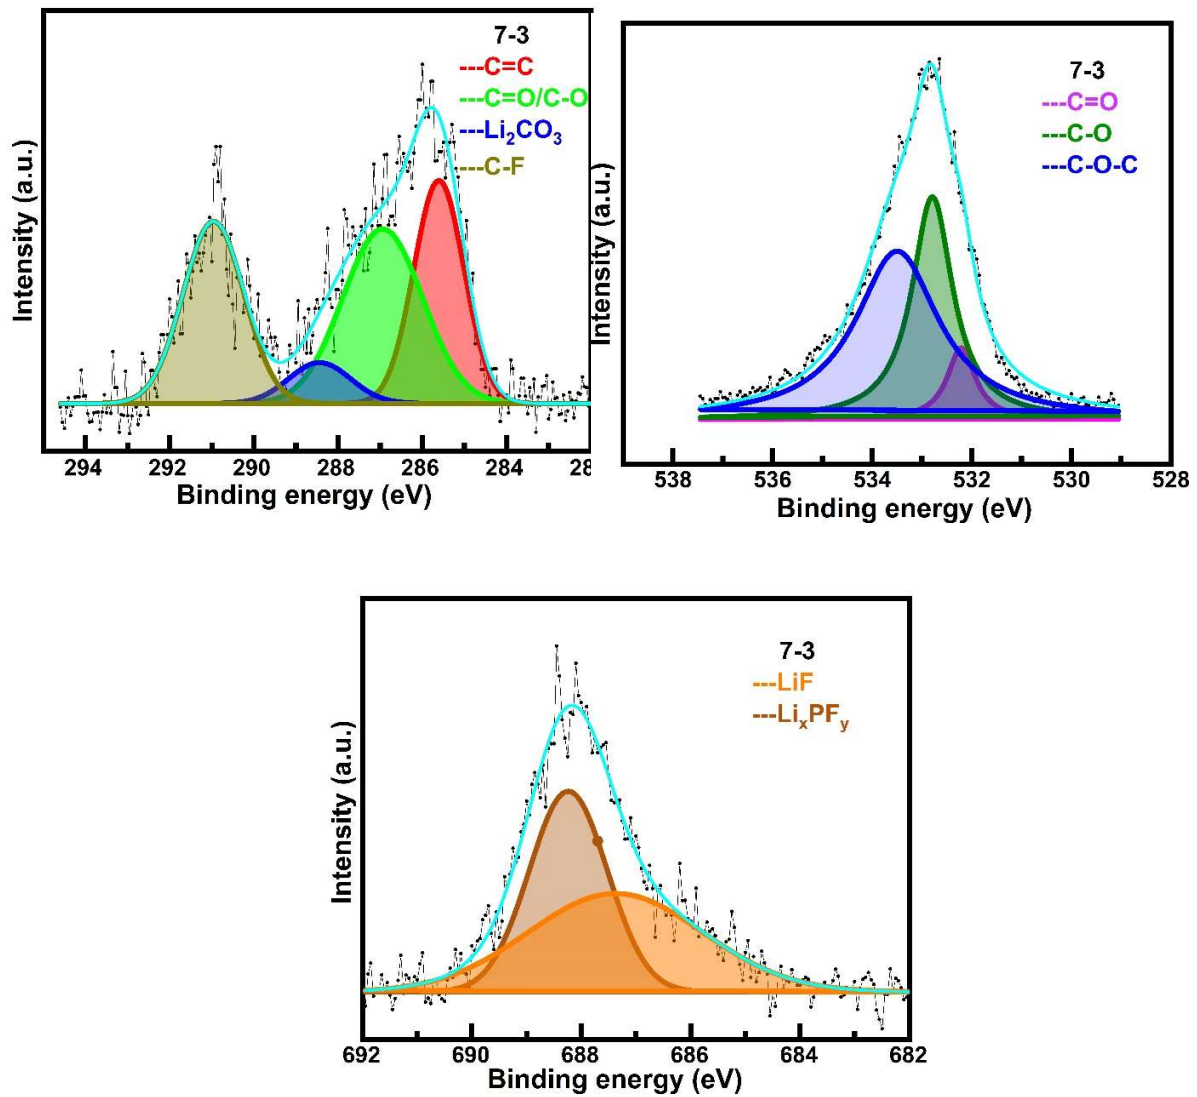 7-3
---C=C
---C=O/C-O
---Li₂CO₃
---C-F
Intensity (a.u.)
294 292 290 288 286 284 28
Binding energy (eV)
7-3
---C=O
---C-O
---C-O-C
Intensity (a.u.)
538 536 534 532 530 528
Binding energy (eV)
7-3
---LiF
---LiₓPFᵧ
Intensity (a.u.)
692 690 688 686 684 682
Binding energy (eV)